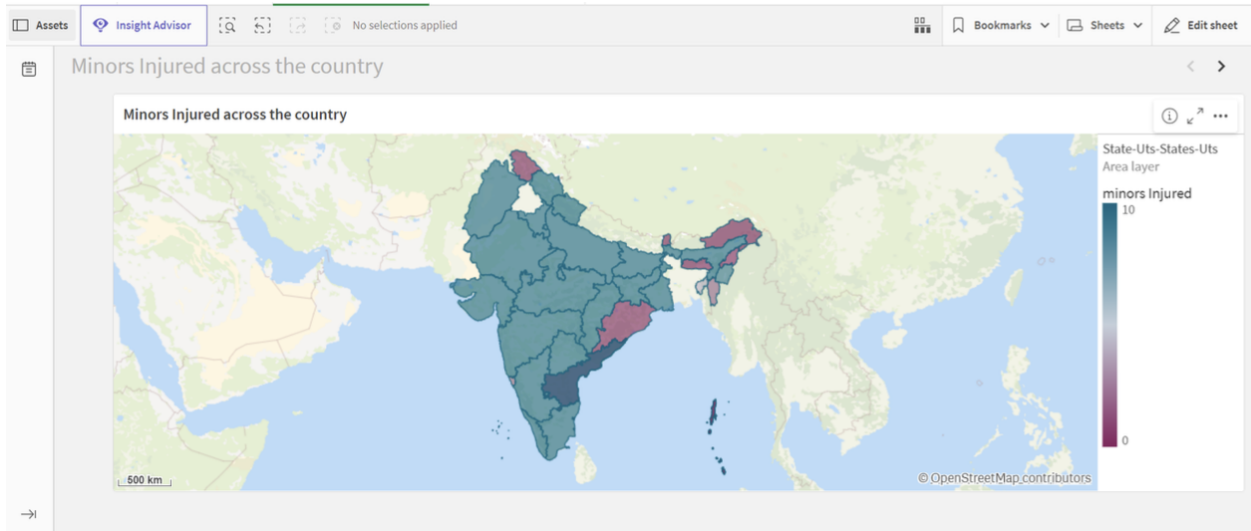 Assets
Insight Advisor
No selections applied
Bookmarks
Sheets
Edit sheet
Minors Injured across the country
Minors Injured across the country
State-Uts-States-Uts
Area layer
minors Injured
10
0
500 km
© OpenStreetMap contributors